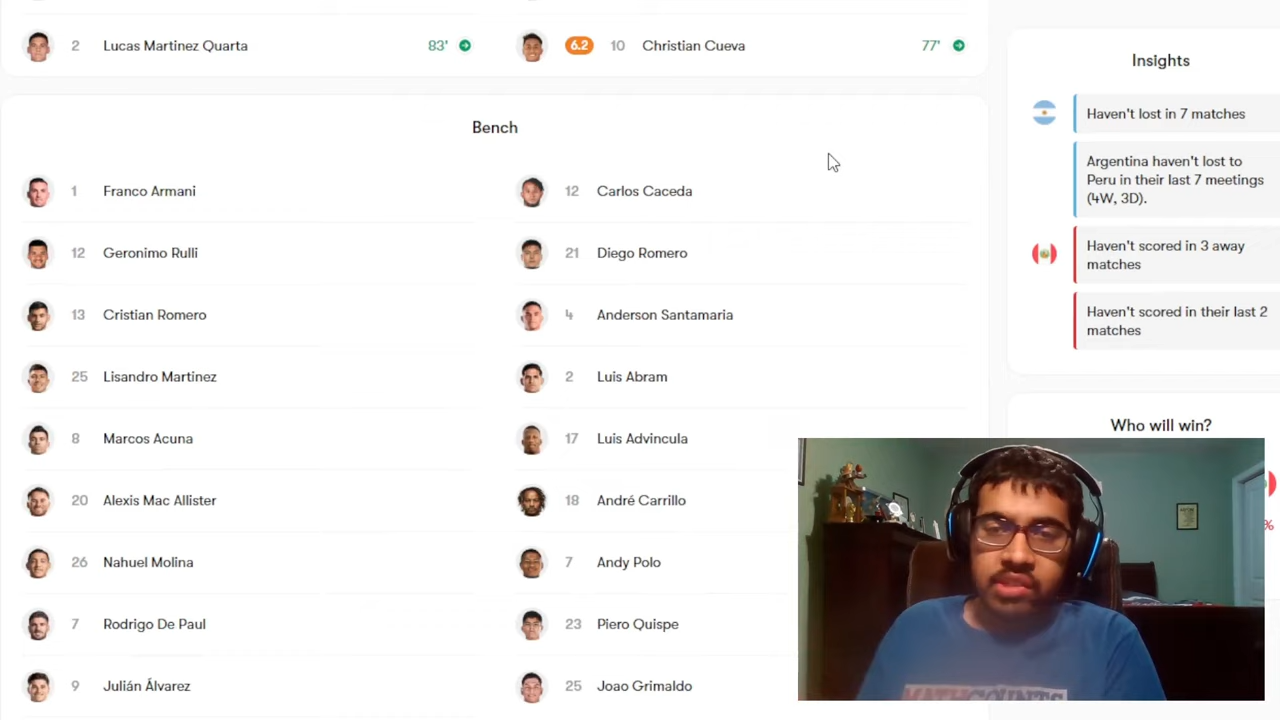 2 Lucas Martinez Quarta 83' 6.2 10 Christian Cueva 77'
Bench
1 Franco Armani 12 Carlos Caceda
12 Geronimo Rulli 21 Diego Romero
13 Cristian Romero 4 Anderson Santamaria
25 Lisandro Martinez 2 Luis Abram
8 Marcos Acuna 17 Luis Advincula
20 Alexis Mac Allister 18 André Carrillo
26 Nahuel Molina 7 Andy Polo
7 Rodrigo De Paul 23 Piero Quispe
9 Julián Álvarez 25 Joao Grimaldo
Insights
Haven't lost in 7 matches
Argentina haven't lost to
Peru in their last 7 meetings
(4W, 3D).
Haven't scored in 3 away
matches
Haven't scored in their last 2
matches
Who will win?
%
MATHCOUNTS